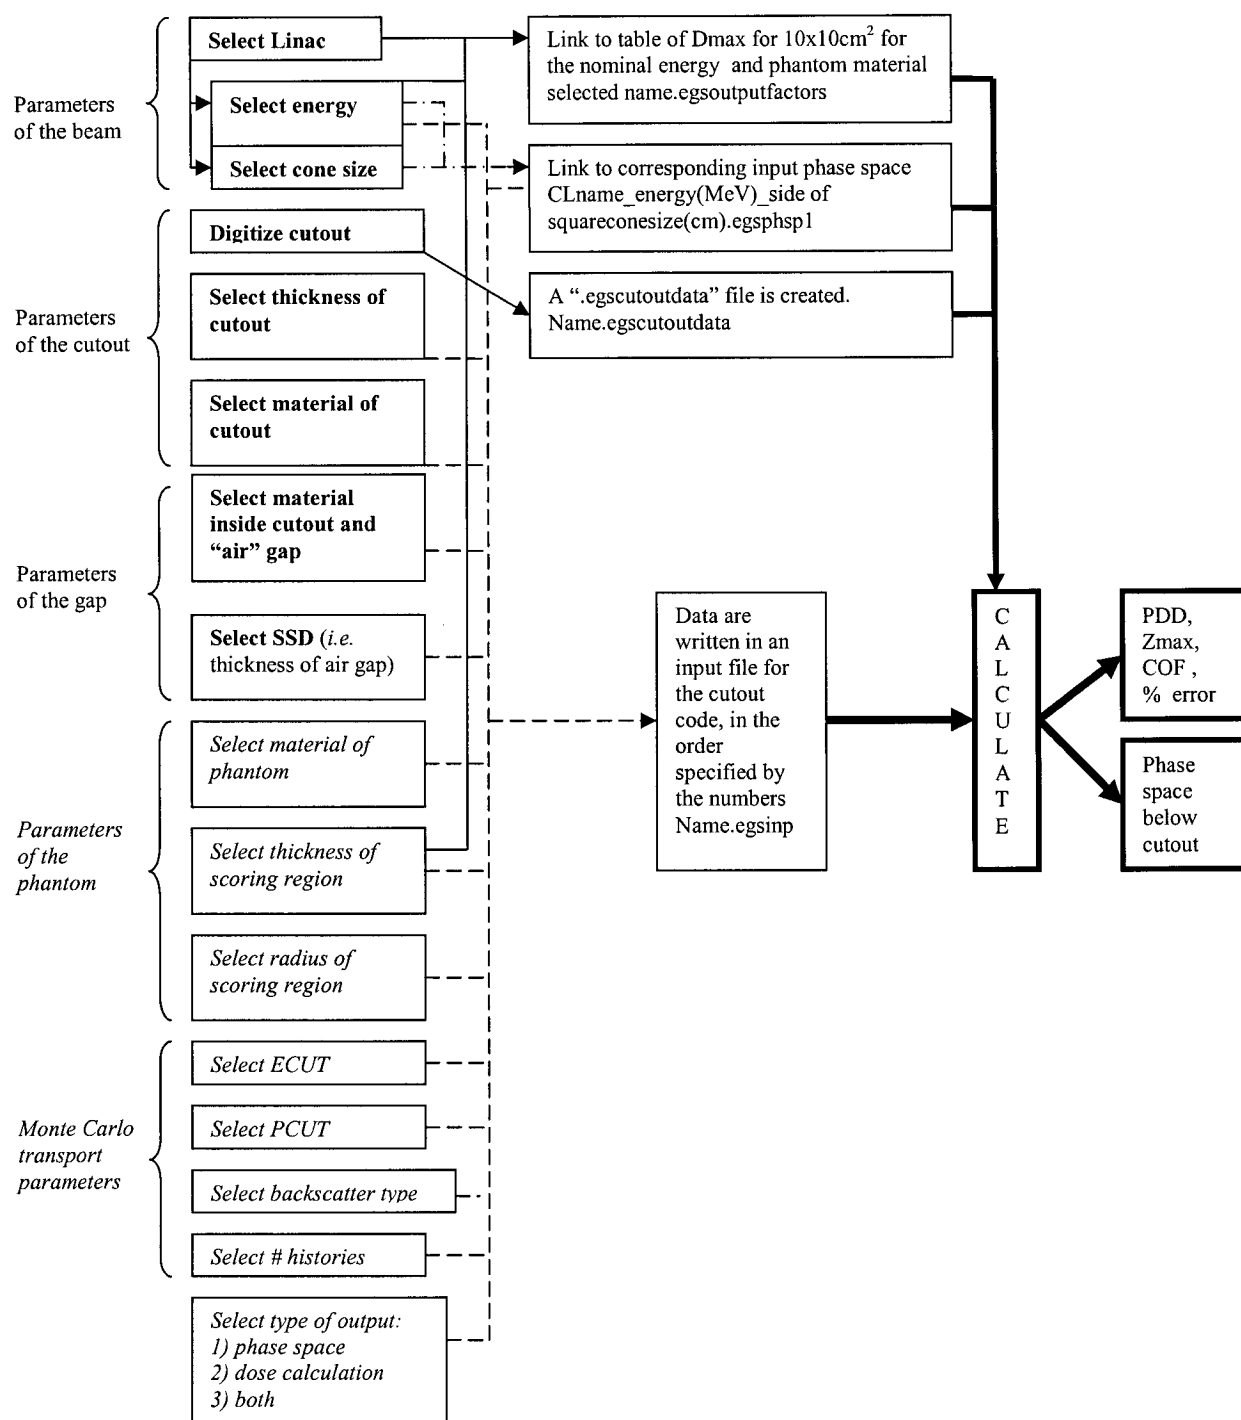 Parameters
of the beam
Select Linac
Select energy
Select cone size
Link to table of Dmax for 10x10cm² for
the nominal energy and phantom material
selected name.egsoutputfactors
Link to corresponding input phase space
CLname_energy(MeV)_side of
squareconesize(cm).egsphsp1
Parameters
of the cutout
Digitize cutout
Select thickness of
cutout
Select material of
cutout
A “.egscutoutdata” file is created.
Name.egscutoutdata
Parameters
of the gap
Select material
inside cutout and
“air” gap
Select SSD (i.e.
thickness of air gap)
Parameters
of the
phantom
Select material of
phantom
Select thickness of
scoring region
Select radius of
scoring region
Monte Carlo
transport
parameters
Select ECUT
Select PCUT
Select backscatter type
Select # histories
Select type of output:
1) phase space
2) dose calculation
3) both
Data are
written in an
input file for
the cutout
code, in the
order
specified by
the numbers
Name.egsinp
C
A
L
C
U
L
A
T
E
PDD,
Zmax,
COF ,
% error
Phase
space
below
cutout